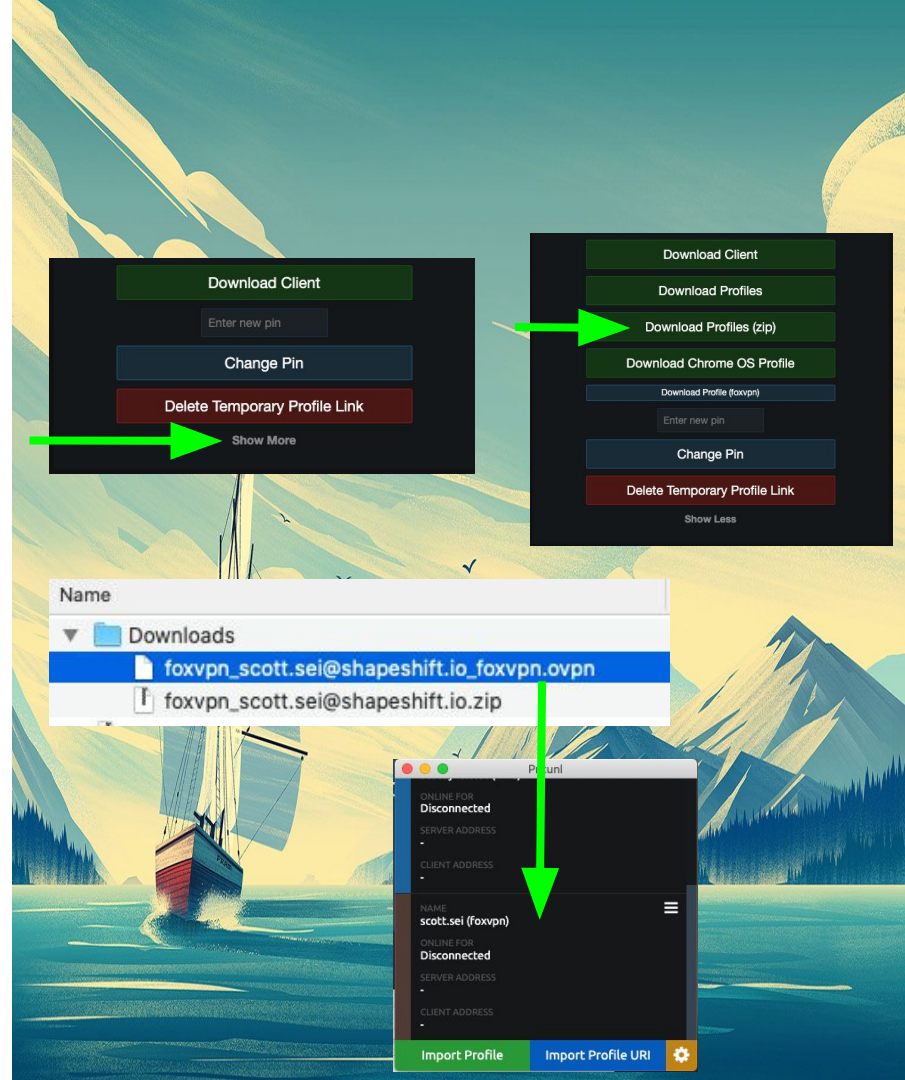 Download Client
Enter new pin
Change Pin
Delete Temporary Profile Link
Show More
Download Client
Download Profiles
Download Profiles (zip)
Download Chrome OS Profile
Download Profile (foxvpn)
Enter new pin
Change Pin
Delete Temporary Profile Link
Show Less
Name
Downloads
foxvpn_scott.sei@shapeshift.io_foxvpn.ovpn
foxvpn_scott.sei@shapeshift.io.zip
ONLINE FOR
Disconnected
SERVER ADDRESS
-
CLIENT ADDRESS
-
NAME
scott.sei (foxvpn)
ONLINE FOR
Disconnected
SERVER ADDRESS
-
CLIENT ADDRESS
-
Import Profile
Import Profile URI